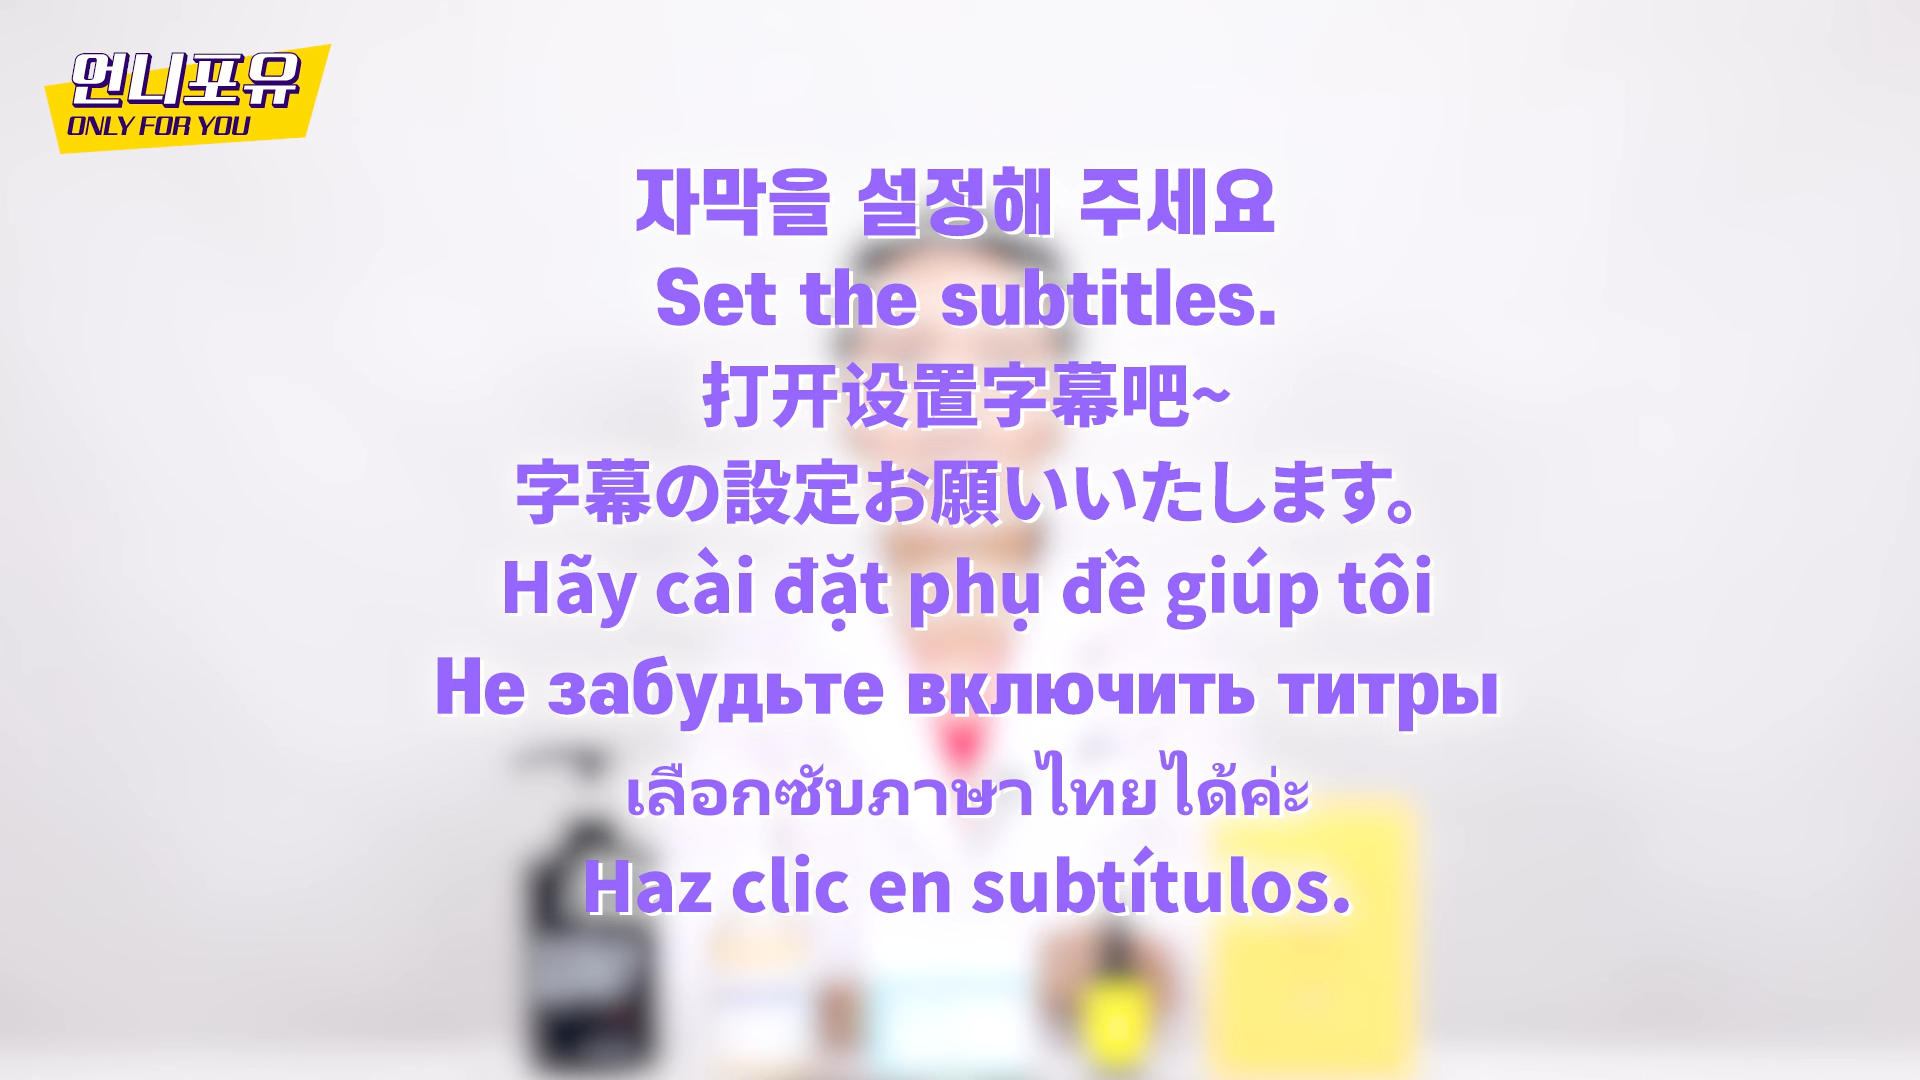 언니포유
ONLY FOR YOU
자막을 설정해 주세요
Set the subtitles.
打开设置字幕吧~
字幕の設定お願いいたします。
Hãy cài đặt phụ đề giúp tôi
Не забудьте включить титры
เลือกซับภาษาไทยได้ค่ะ
Haz clic en subtítulos.